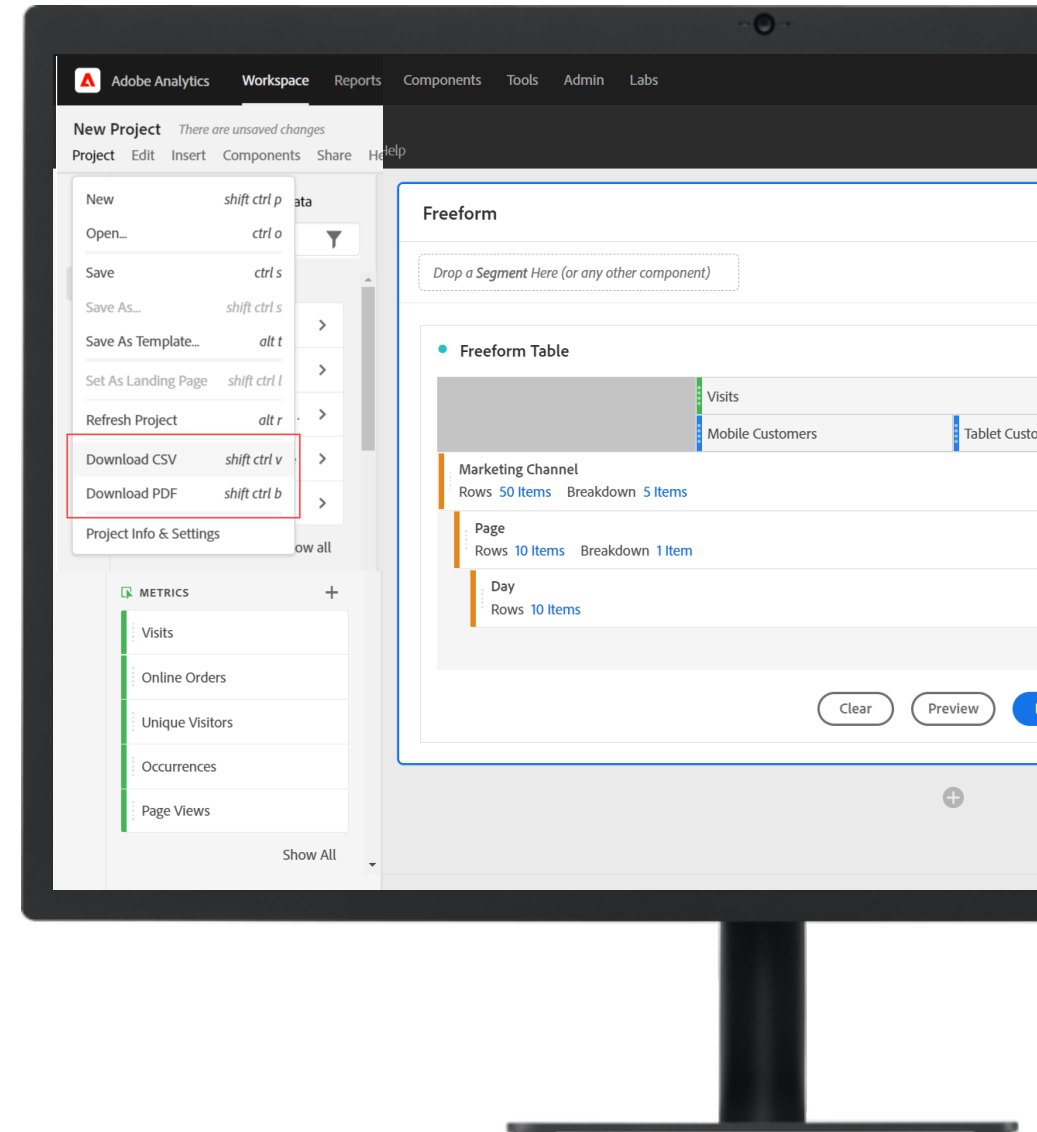 Adobe Analytics Workspace Reports Components Tools Admin Labs
New Project There are unsaved changes
Project Edit Insert Components Share Help
New shift ctrl p
Open... ctrl o
Save ctrl s
Save As... shift ctrl s
Save As Template... alt t
Set As Landing Page shift ctrl l
Refresh Project alt r
Download CSV shift ctrl v
Download PDF shift ctrl b
Project Info & Settings
ata
ow all
METRICS +
Visits
Online Orders
Unique Visitors
Occurrences
Page Views
Show All
Freeform
Drop a Segment Here (or any other component)
Freeform Table
Visits
Mobile Customers Tablet Custo
Marketing Channel
Rows 50 Items Breakdown 5 Items
Page
Rows 10 Items Breakdown 1 Item
Day
Rows 10 Items
Clear Preview